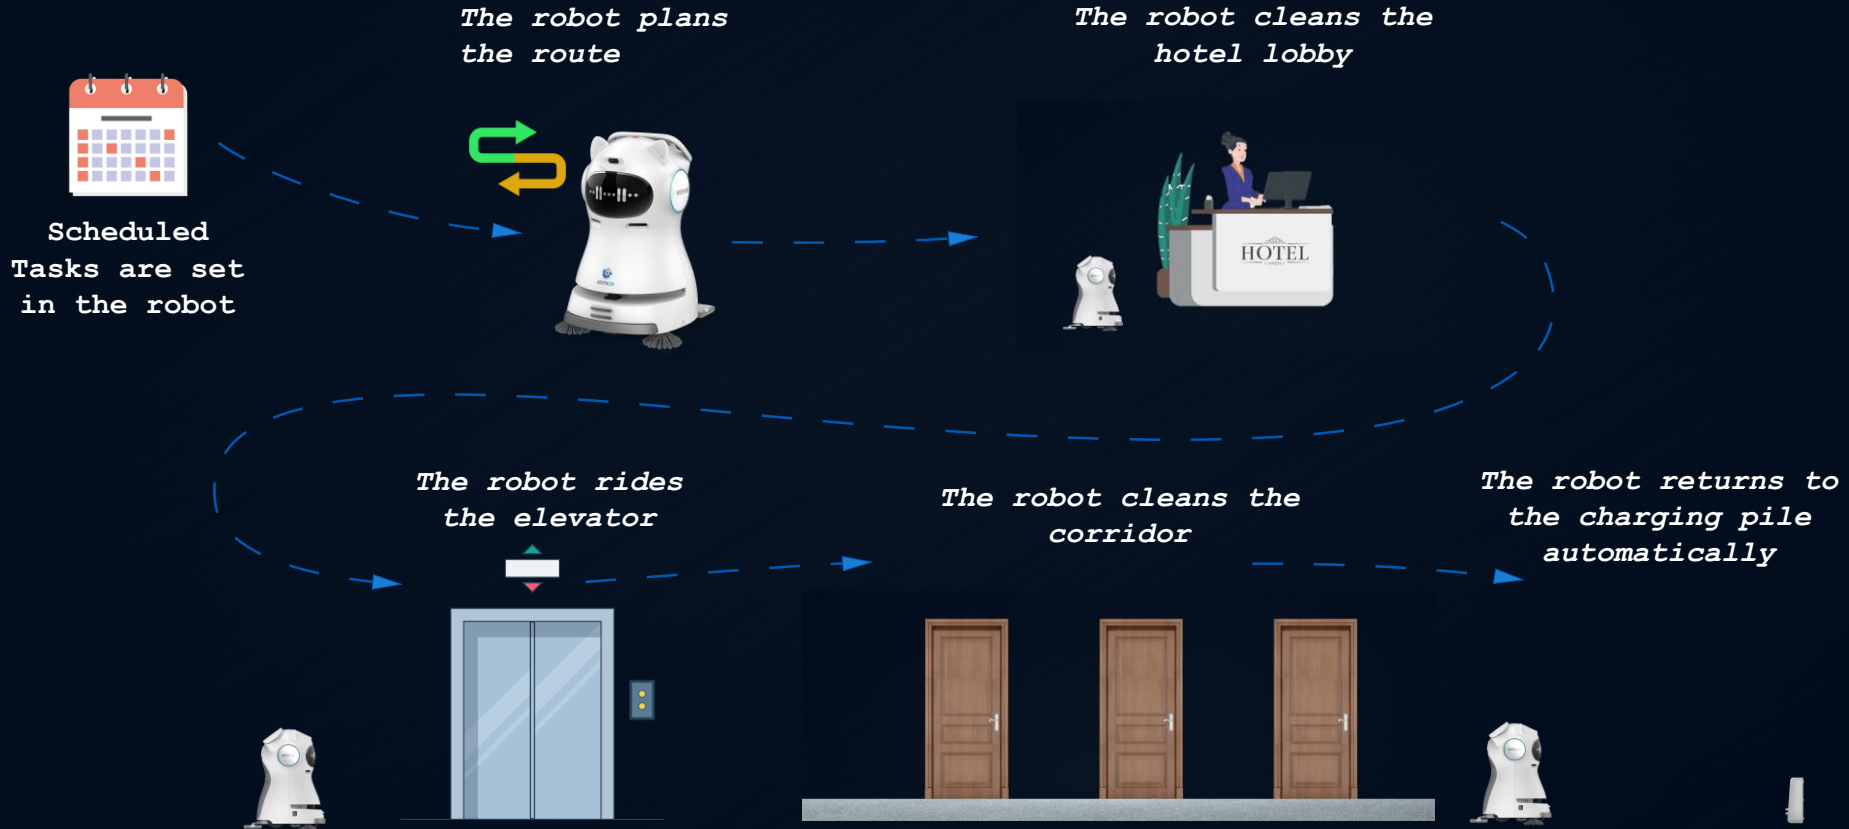 The robot plans
the route
The robot cleans the
hotel lobby
Scheduled
Tasks are set
in the robot
HOTEL
The robot rides
the elevator
The robot cleans the
corridor
The robot returns to
the charging pile
automatically